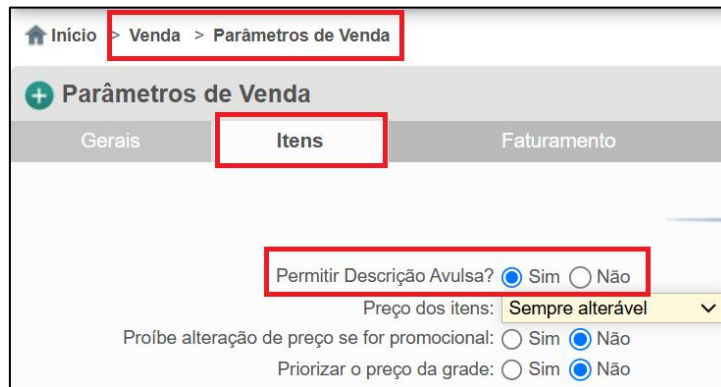 Início > Venda > Parâmetros de Venda
Parâmetros de Venda
Gerais Itens Faturamento
Permitir Descrição Avulsa? Sim Não
Preço dos itens: Sempre alterável
Proíbe alteração de preço se for promocional: Sim Não
Priorizar o preço da grade: Sim Não